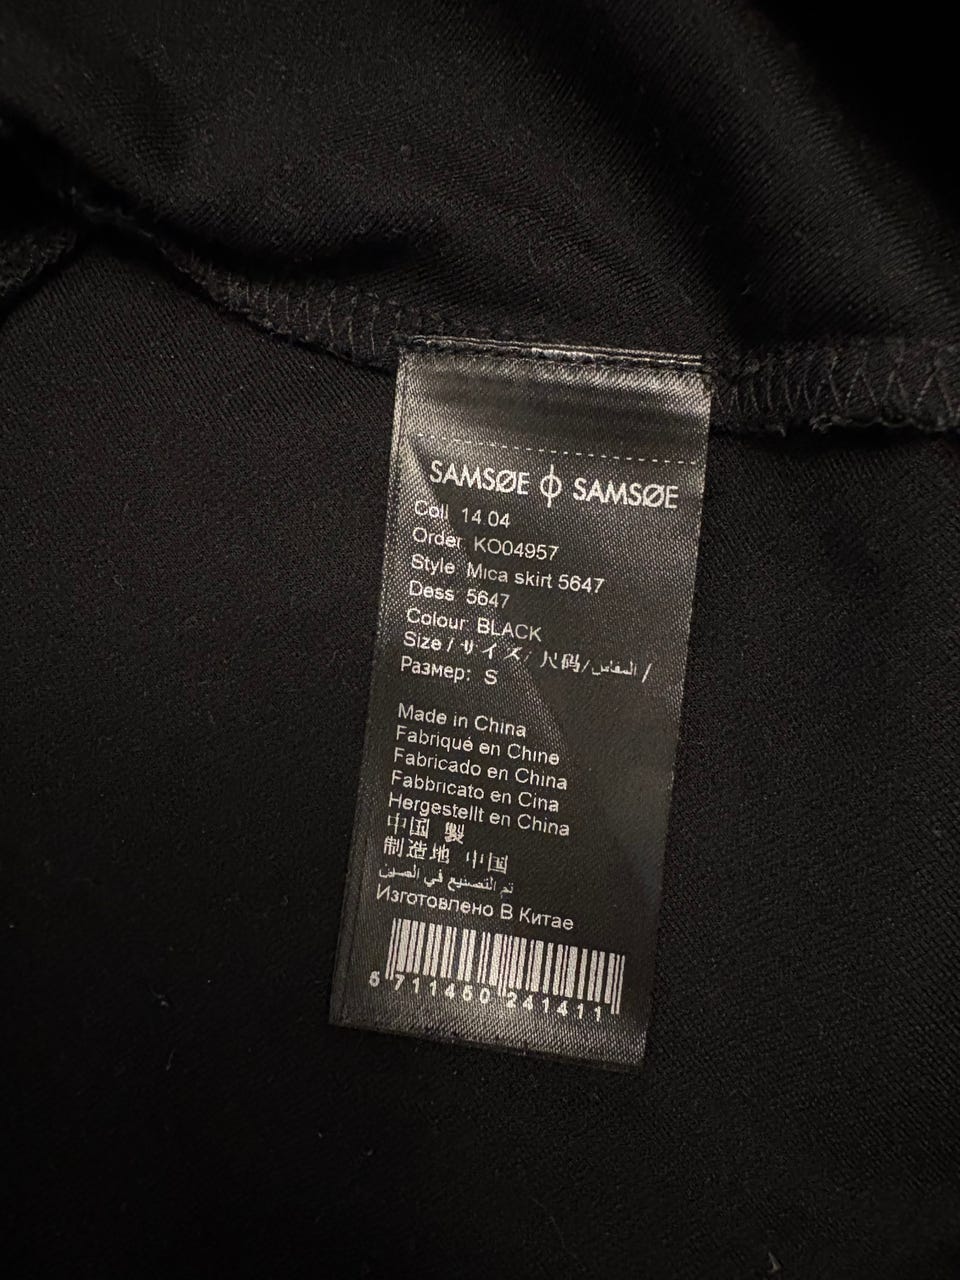 SAMSØE ϕ SAMSØE
Coll 14.04
Order KO04957
Style Mica skirt 5647
Dess 5647
Colour: BLACK
Size / サイズ / 尺码 / المقاس /
Размер: S
Made in China
Fabriqué en Chine
Fabricado en China
Fabbricato en Cina
Hergestellt en China
中国 製
制造地 中国
تم التصنيع في الصين
Изготовлено В Китае
5 711450 241411